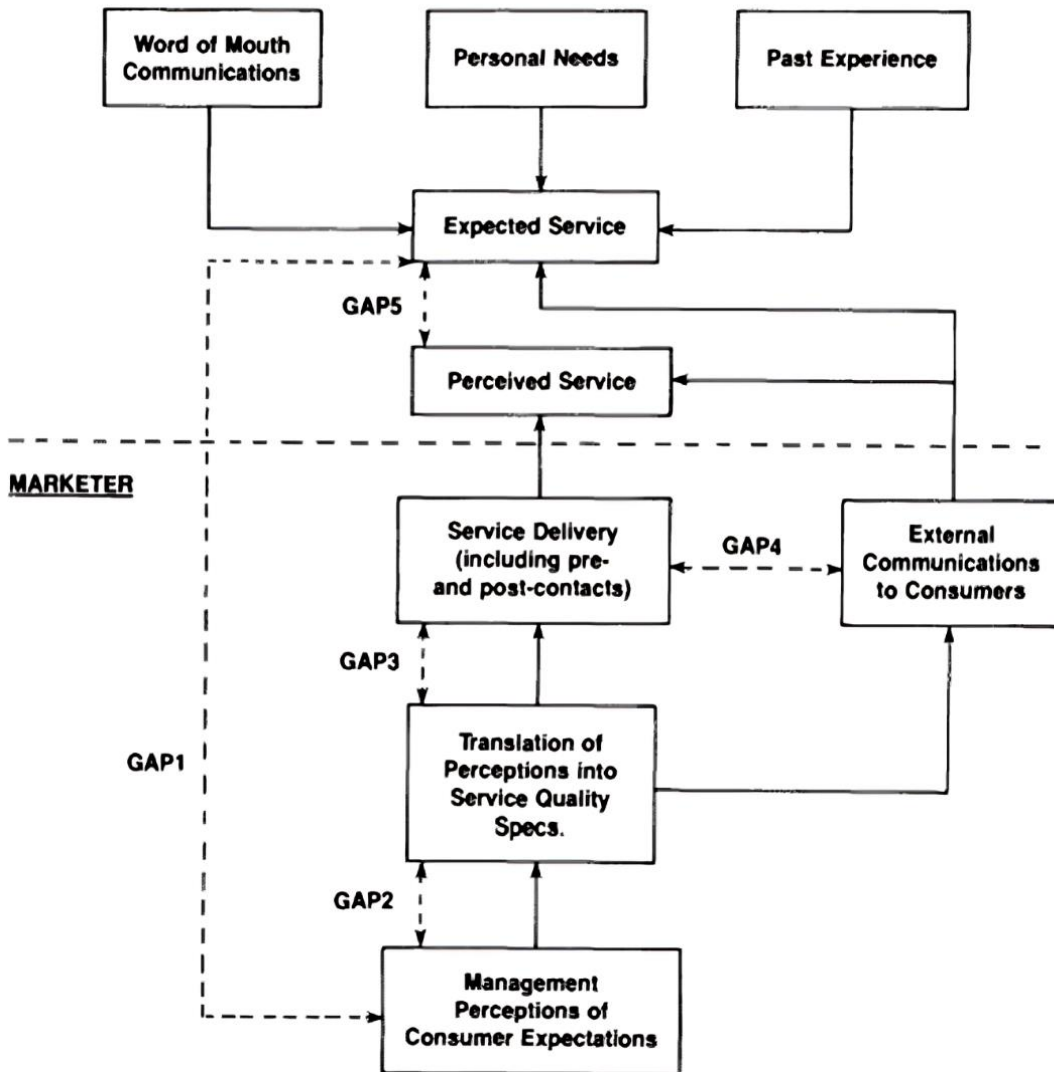 Word of Mouth
Communications
Personal Needs
Past Experience
Expected Service
GAP5
Perceived Service
MARKETER
Service Delivery
(including pre-
and post-contacts)
GAP4
External
Communications
to Consumers
GAP3
GAP1
Translation of
Perceptions into
Service Quality
Specs.
GAP2
Management
Perceptions of
Consumer Expectations